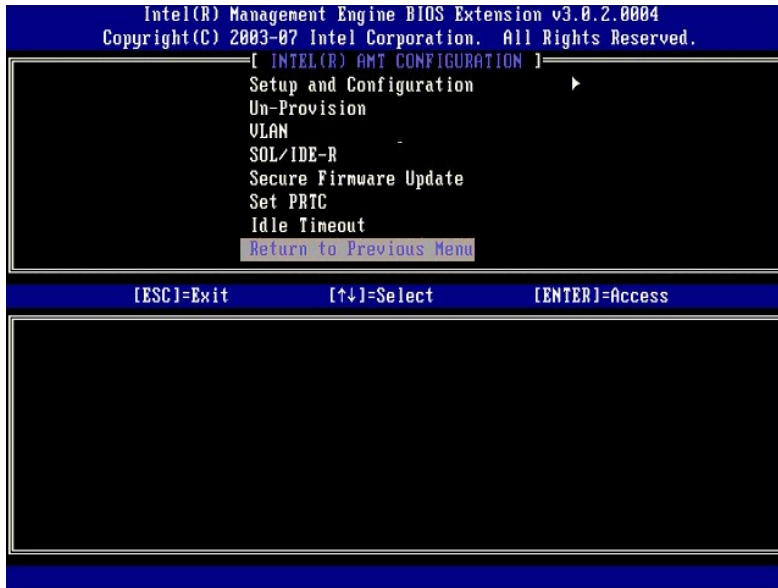 Intel(R) Management Engine BIOS Extension v3.0.2.0004
Copyright(C) 2003-07 Intel Corporation. All Rights Reserved.
[ INTEL(R) AMT CONFIGURATION ]
Setup and Configuration ►
Un-Provision
VLAN
SOL/IDE-R
Secure Firmware Update
Set PRTC
Idle Timeout
Return to Previous Menu
[ESC]=Exit [↑↓]=Select [ENTER]=Access